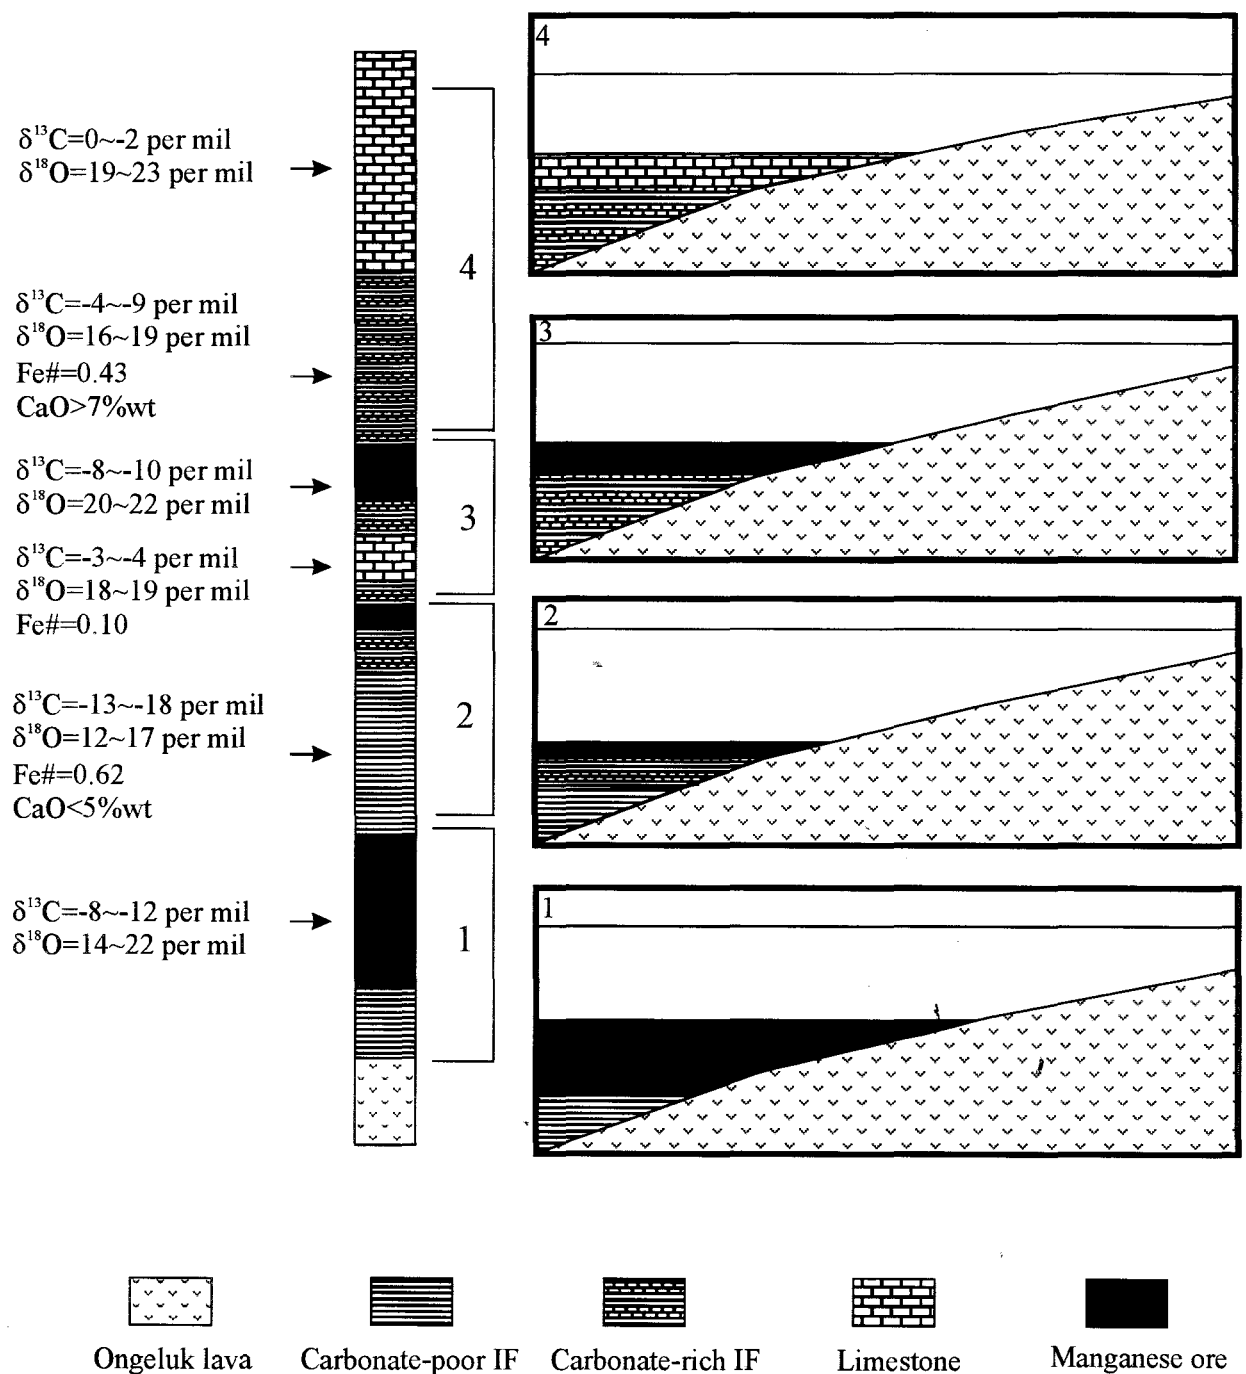 δ¹³C=0~-2 per mil
δ¹⁸O=19~23 per mil
δ¹³C=-4~-9 per mil
δ¹⁸O=16~19 per mil
Fe#=0.43
CaO>7%wt
δ¹³C=-8~-10 per mil
δ¹⁸O=20~22 per mil
δ¹³C=-3~-4 per mil
δ¹⁸O=18~19 per mil
Fe#=0.10
δ¹³C=-13~-18 per mil
δ¹⁸O=12~17 per mil
Fe#=0.62
CaO<5%wt
δ¹³C=-8~-12 per mil
δ¹⁸O=14~22 per mil
4
3
2
1
4
3
2
1
Ongeluk lava
Carbonate-poor IF
Carbonate-rich IF
Limestone
Manganese ore